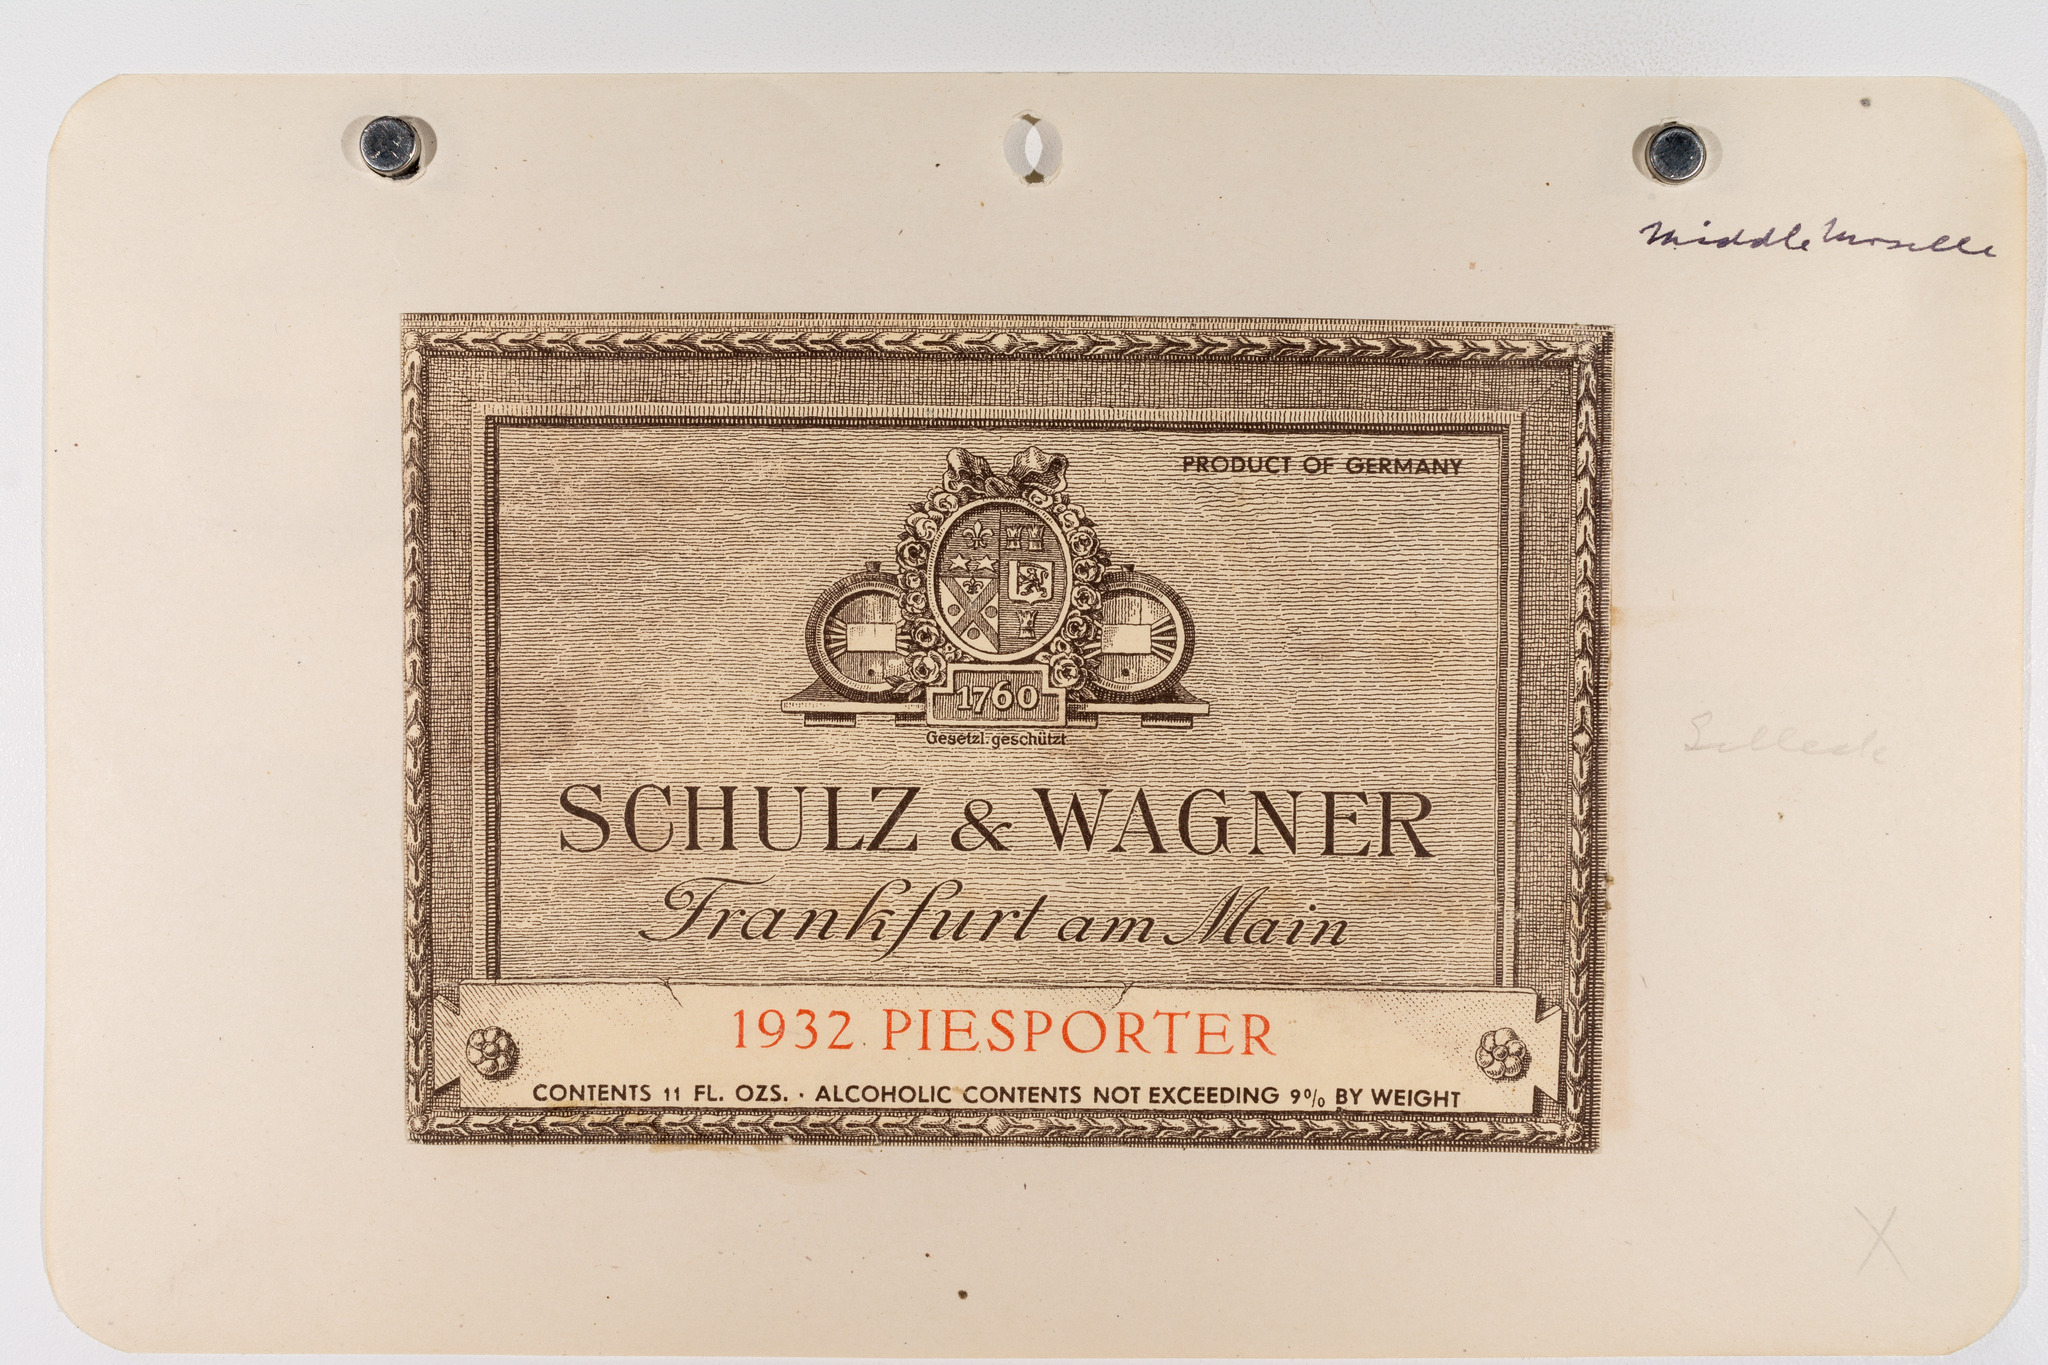 Middle Moselle
PRODUCT OF GERMANY
1760
Gesetzl. geschützt
SCHULZ & WAGNER
Frankfurt am Main
1932 PIESPORTER
CONTENTS 11 FL. OZS. · ALCOHOLIC CONTENTS NOT EXCEEDING 9% BY WEIGHT
X